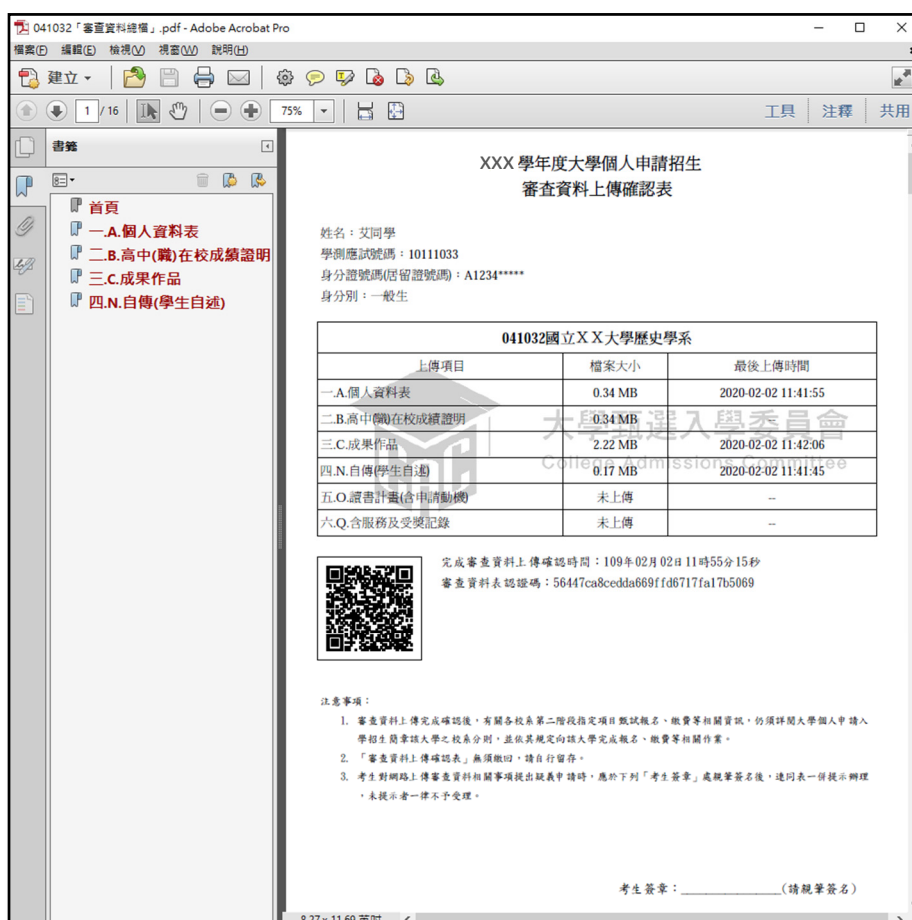 041032「審查資料總檔」.pdf - Adobe Acrobat Pro
檔案(F) 編輯(E) 檢視(V) 視窗(W) 說明(H)
建立
1 / 16 75% 工具 注釋 共用
書籤
首頁
一.A.個人資料表
二.B.高中(職)在校成績證明
三.C.成果作品
四.N.自傳(學生自述)
XXX 學年度大學個人申請招生
審查資料上傳確認表
姓名：艾同學
學測應試號碼：10111033
身分證號碼(居留證號碼)：A1234*****
身分別：一般生
041032國立ＸＸ大學歷史學系
上傳項目 檔案大小 最後上傳時間
一.A.個人資料表 0.34 MB 2020-02-02 11:41:55
二.B.高中(職)在校成績證明 0.34 MB --
三.C.成果作品 2.22 MB 2020-02-02 11:42:06
四.N.自傳(學生自述) 0.17 MB 2020-02-02 11:41:45
五.O.讀書計畫(含申請動機) 未上傳 --
六.Q.含服務及受獎記錄 未上傳 --
大學甄選入學委員會
College Admissions Committee
完成審查資料上傳確認時間：109年02月02日11時55分15秒
審查資料表認證碼：56447ca8cedda669ffd6717fa17b5069
注意事項：
1. 審查資料上傳完成確認後，有關各校系第二階段指定項目甄試報名、繳費等相關資訊，仍須詳閱大學個人申請入
學招生簡章該大學之校系分則，並依其規定向該大學完成報名、繳費等相關作業。
2. 「審查資料上傳確認表」無須繳回，請自行留存。
3. 考生對網路上傳審查資料相關事項提出疑義申請時，應於下列「考生簽章」處親筆簽名後，連同表一併提示辦理
，未提示者一律不予受理。
考生簽章：______________(請親筆簽名)
8.27 x 11.69 英吋